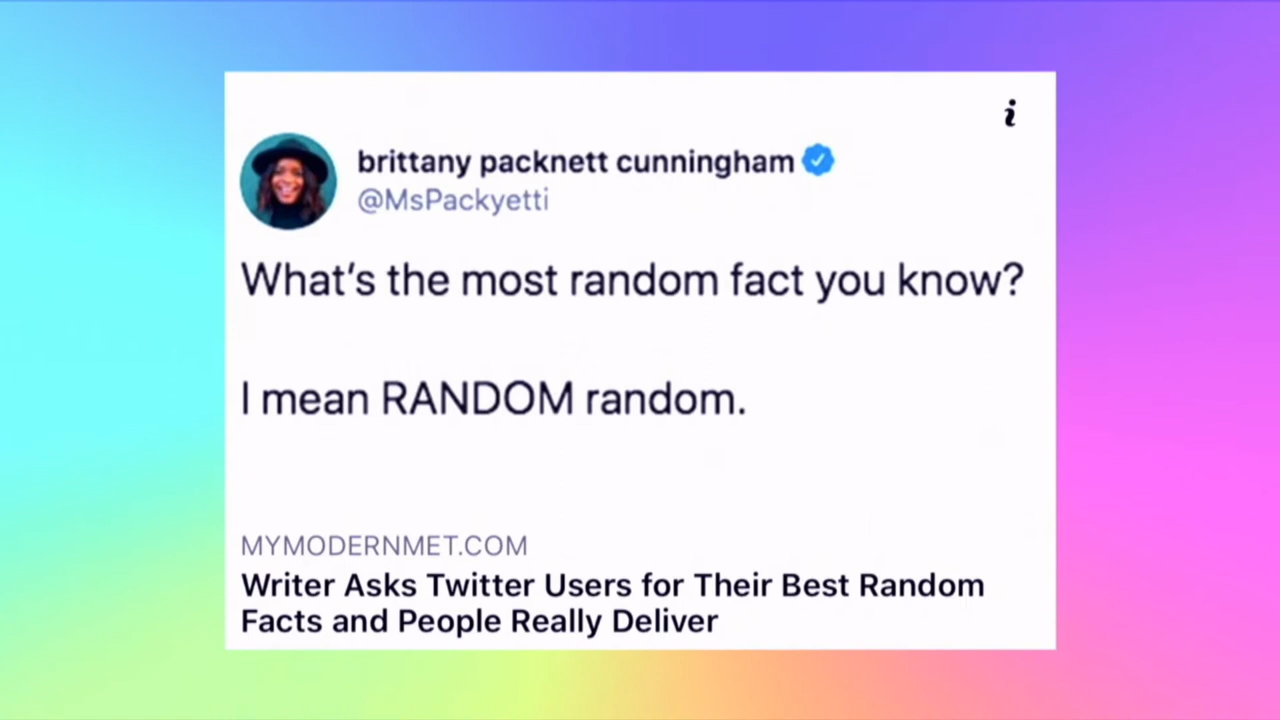 brittany packnett cunningham
@MsPackyetti
What's the most random fact you know?
I mean RANDOM random.
MYMODERNMET.COM
Writer Asks Twitter Users for Their Best Random
Facts and People Really Deliver